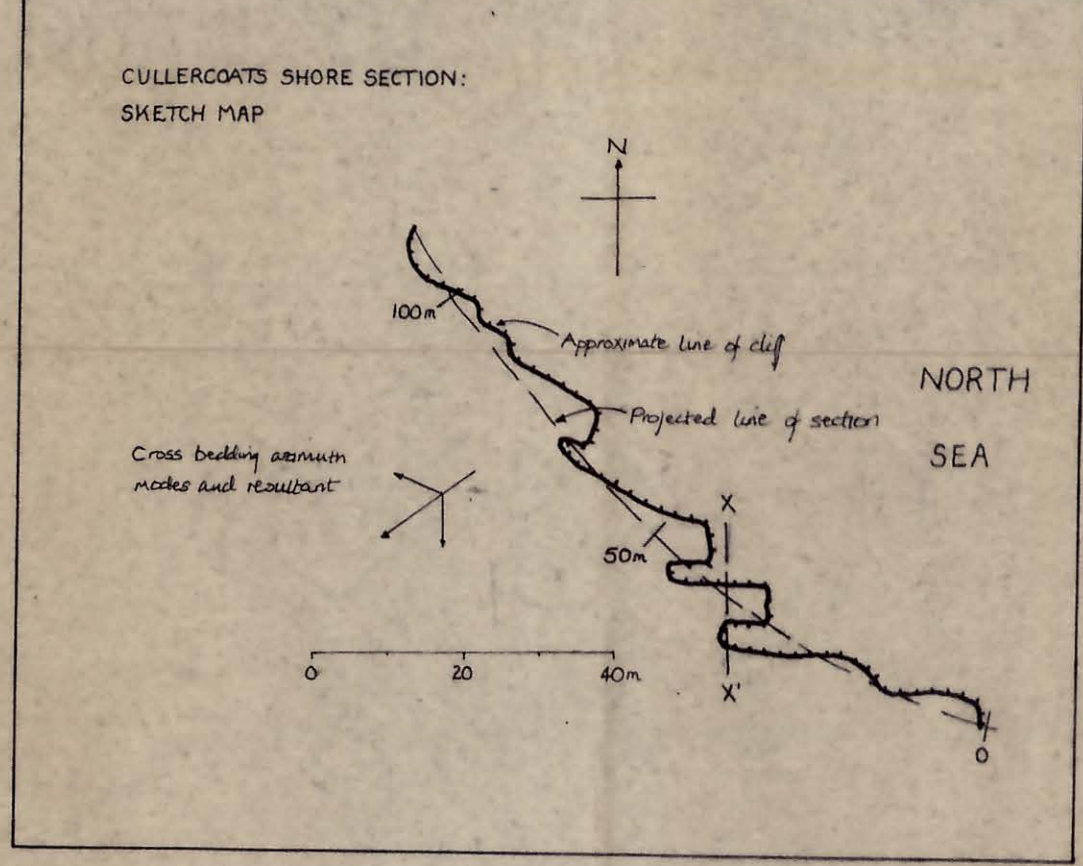 CULLERCOATS SHORE SECTION:
SKETCH MAP
N
100m
Approximate line of cliff
NORTH
SEA
Projected line of section
Cross bedding azimuth
modes and resultant
X
50m
0 20 40m
X'
0